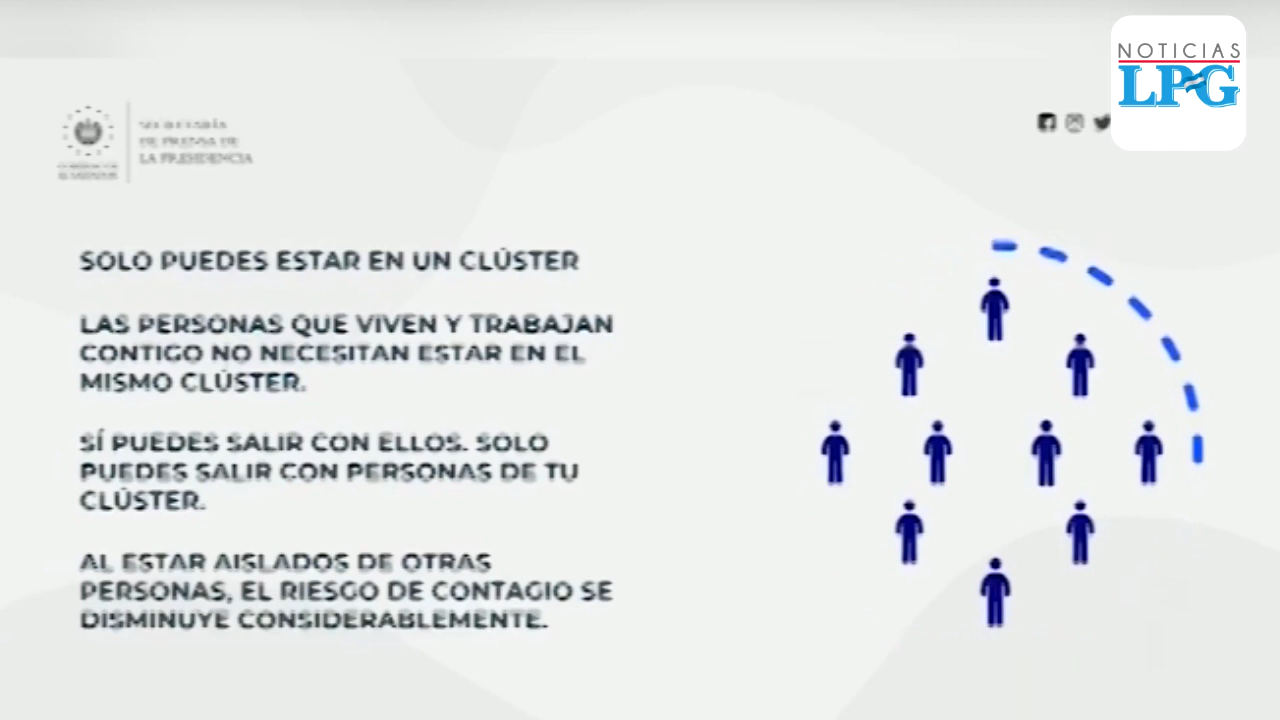 NOTICIAS
LPG
SECRETARÍA
DE PRENSA DE
LA PRESIDENCIA
SOLO PUEDES ESTAR EN UN CLÚSTER
LAS PERSONAS QUE VIVEN Y TRABAJAN
CONTIGO NO NECESITAN ESTAR EN EL
MISMO CLÚSTER.
SÍ PUEDES SALIR CON ELLOS. SOLO
PUEDES SALIR CON PERSONAS DE TU
CLÚSTER.
AL ESTAR AISLADOS DE OTRAS
PERSONAS, EL RIESGO DE CONTAGIO SE
DISMINUYE CONSIDERABLEMENTE.